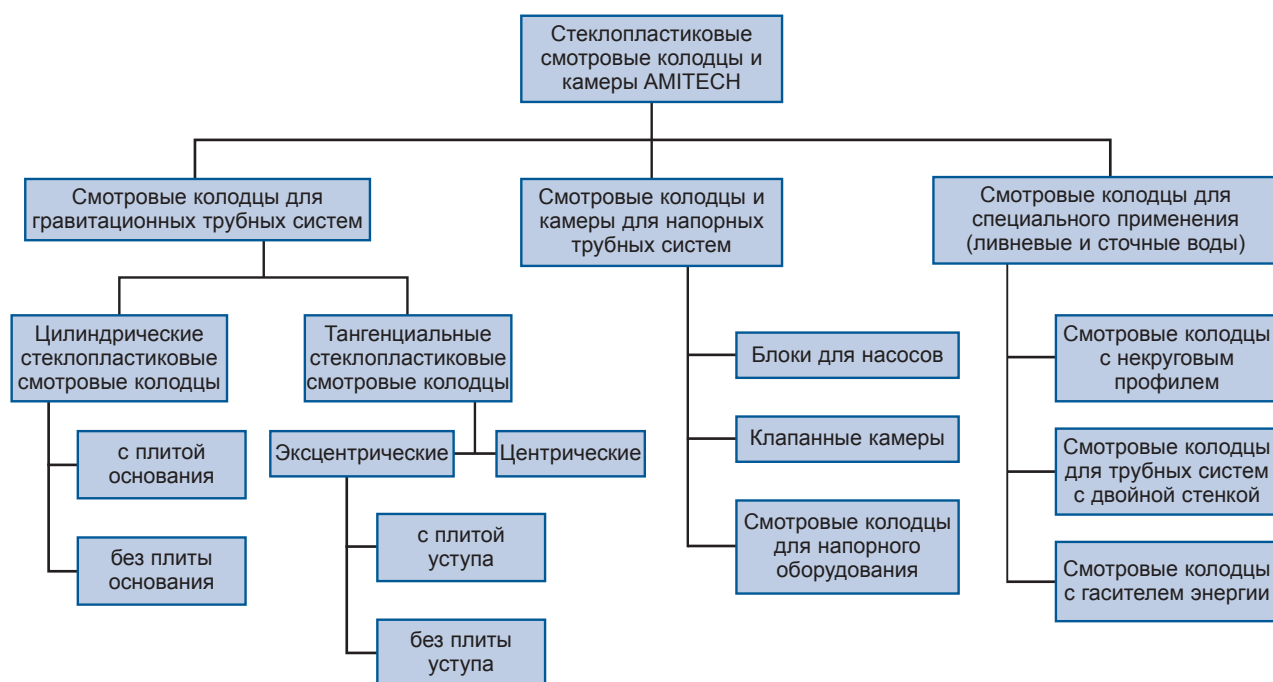 Стеклопластиковые
смотровые колодцы и
камеры AMITECH
Смотровые колодцы для
гравитационных трубных систем
Смотровые колодцы и
камеры для напорных
трубных систем
Смотровые колодцы для
специального применения
(ливневые и сточные воды)
Цилиндрические
стеклопластиковые
смотровые колодцы
Тангенциальные
стеклопластиковые
смотровые колодцы
с плитой
основания
без плиты
основания
Эксцентрические
Центрические
с плитой
уступа
без плиты
уступа
Блоки для насосов
Клапанные камеры
Смотровые колодцы
для напорного
оборудования
Смотровые колодцы
с некруговым
профилем
Смотровые колодцы
для трубных систем
с двойной стенкой
Смотровые колодцы
с гасителем энергии